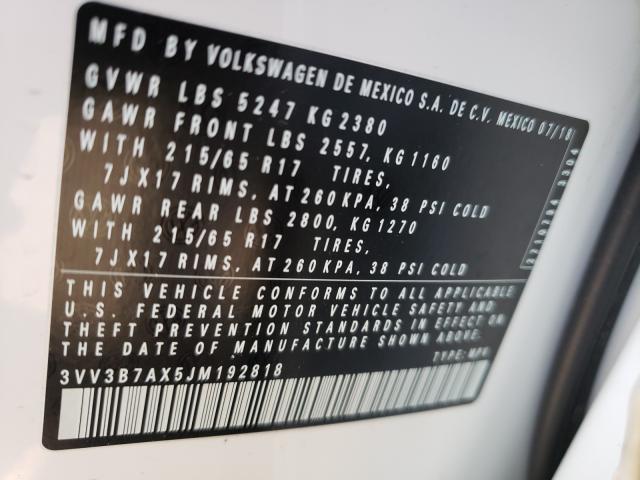 MFD BY VOLKSWAGEN DE MEXICO S.A. DE C.V. MEXICO 07/18
GVWR LBS 5247 KG 2380
GAWR FRONT LBS 2557, KG 1160
WITH 215/65 R17 TIRES,
7JX17 RIMS, AT 260 KPA, 38 PSI COLD
GAWR REAR LBS 2800, KG 1270
WITH 215/65 R17 TIRES,
7JX17 RIMS, AT 260 KPA, 38 PSI COLD
THIS VEHICLE CONFORMS TO ALL APPLICABLE
U.S. FEDERAL MOTOR VEHICLE SAFETY AND
THEFT PREVENTION STANDARDS IN EFFECT ON
THE DATE OF MANUFACTURE SHOWN ABOVE.
TYPE: MPV
3VV3B7AX5JM192818